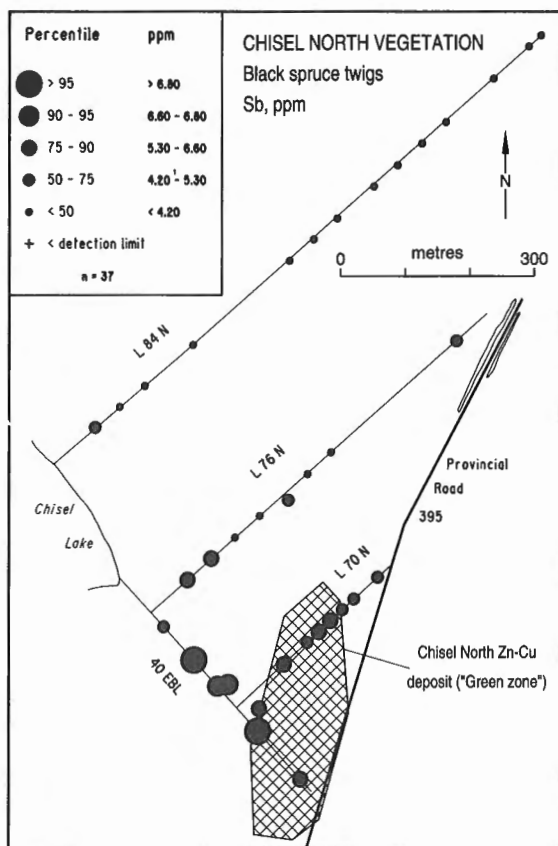 Percentile ppm
> 95 > 6.80
90 - 95 6.60 - 6.80
75 - 90 5.30 - 6.60
50 - 75 4.20 - 5.30
< 50 < 4.20
+ < detection limit
n = 37
CHISEL NORTH VEGETATION
Black spruce twigs
Sb, ppm
N
0 metres 300
L 84 N
L 76 N
Provincial
Road
395
Chisel
Lake
L 70 N
40 EBL
Chisel North Zn-Cu
deposit ("Green zone")